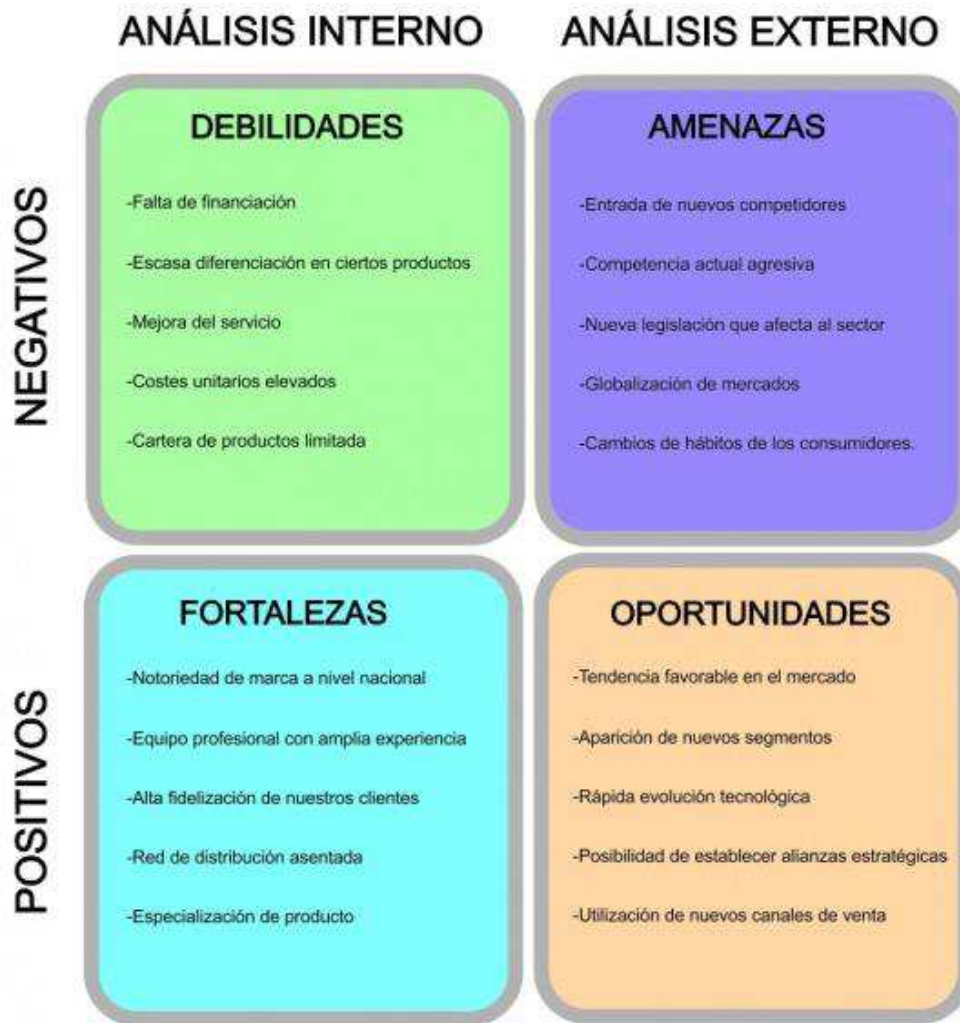 ANÁLISIS INTERNO
ANÁLISIS EXTERNO
NEGATIVOS
DEBILIDADES
-Falta de financiación
-Escasa diferenciación en ciertos productos
-Mejora del servicio
-Costes unitarios elevados
-Cartera de productos limitada
AMENAZAS
-Entrada de nuevos competidores
-Competencia actual agresiva
-Nueva legislación que afecta al sector
-Globalización de mercados
-Cambios de hábitos de los consumidores.
POSITIVOS
FORTALEZAS
-Notoriedad de marca a nivel nacional
-Equipo profesional con amplia experiencia
-Alta fidelización de nuestros clientes
-Red de distribución asentada
-Especialización de producto
OPORTUNIDADES
-Tendencia favorable en el mercado
-Aparición de nuevos segmentos
-Rápida evolución tecnológica
-Posibilidad de establecer alianzas estratégicas
-Utilización de nuevos canales de venta